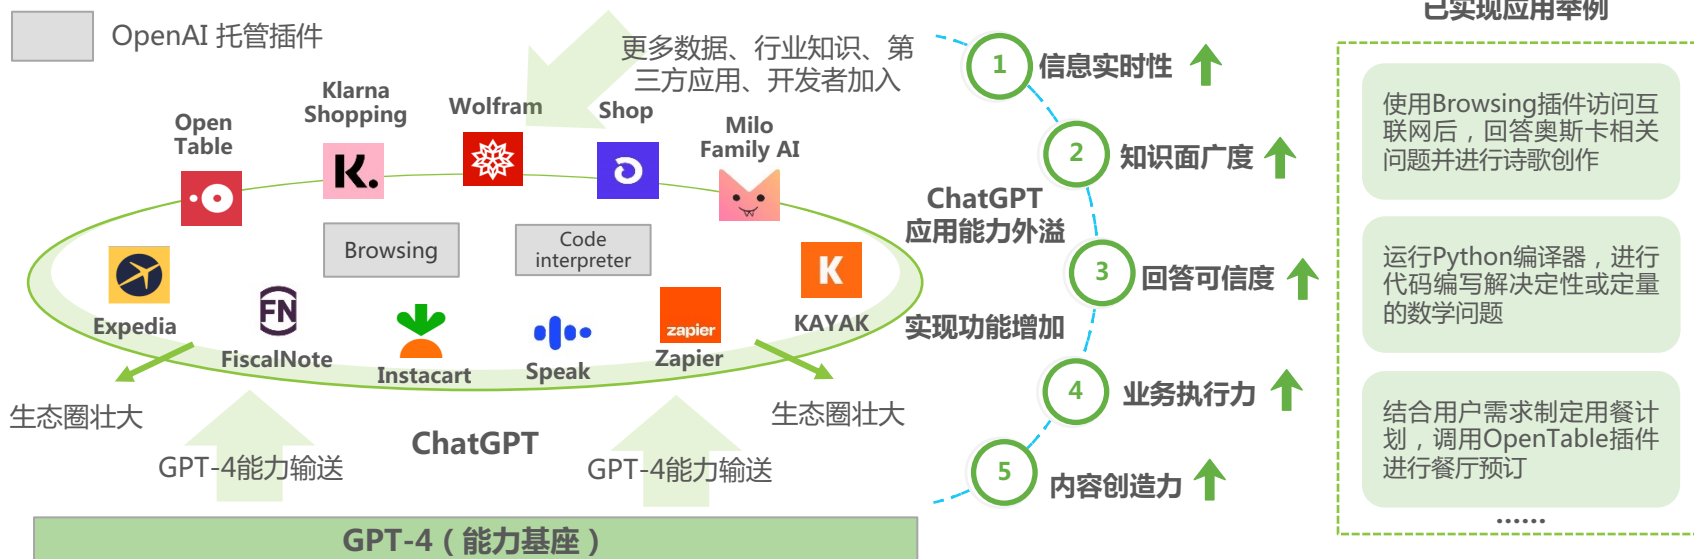 OpenAI 托管插件
更多数据、行业知识、第
三方应用、开发者加入
Open
Table
Klarna
Shopping
Wolfram
Shop
Milo
Family AI
K.
Browsing
Code
interpreter
Expedia
FN
FiscalNote
Instacart
Speak
zapier
Zapier
K
KAYAK
生态圈壮大
生态圈壮大
GPT-4能力输送
ChatGPT
GPT-4能力输送
GPT-4（能力基座）
ChatGPT
应用能力外溢
实现功能增加
1
信息实时性
2
知识面广度
3
回答可信度
4
业务执行力
5
内容创造力
已实现应用举例
使用Browsing插件访问互
联网后，回答奥斯卡相关
问题并进行诗歌创作
运行Python编译器，进行
代码编写解决定性或定量
的数学问题
结合用户需求制定用餐计
划，调用OpenTable插件
进行餐厅预订
......